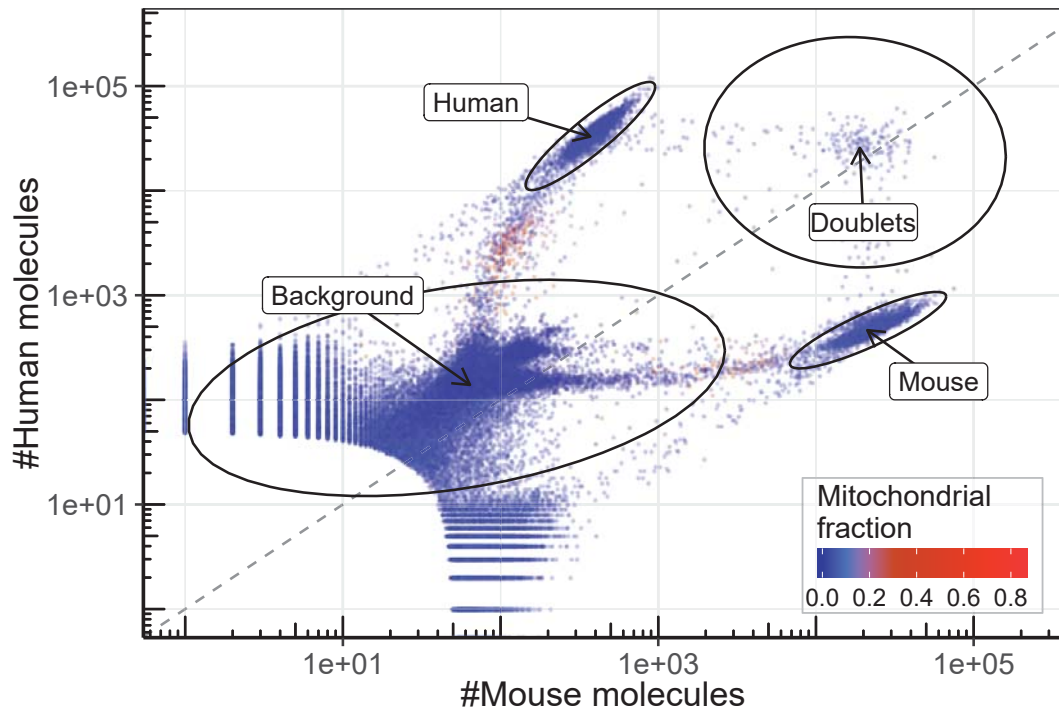 1e+05
Human
Doublets
#Human molecules
1e+03
Background
Mouse
1e+01
Mitochondrial
fraction
0.0 0.2 0.4 0.6 0.8
1e+01 1e+03 1e+05
#Mouse molecules